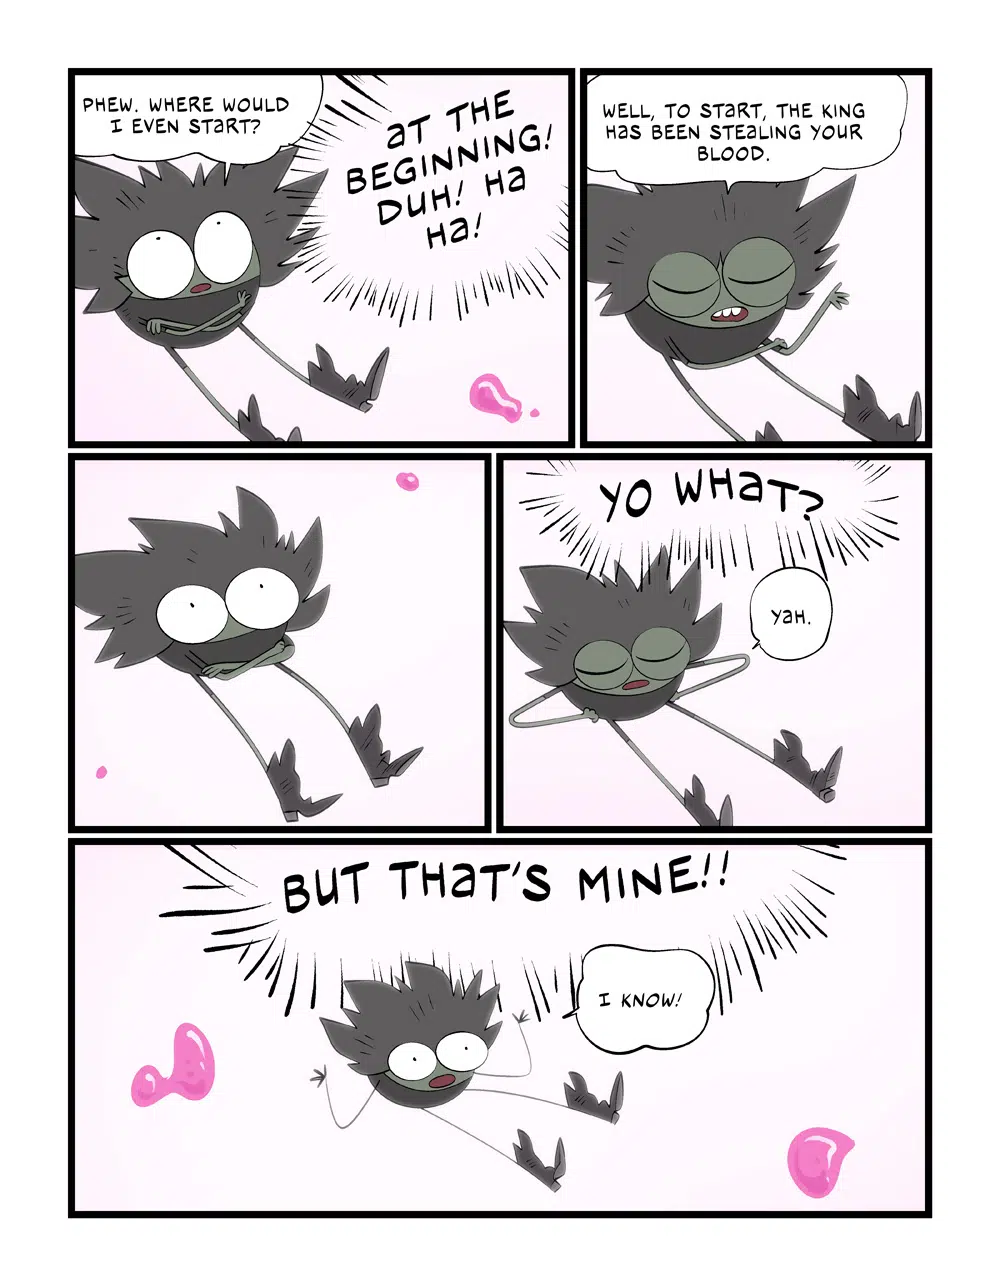 PHEW. WHERE WOULD
I EVEN START?
AT THE
BEGINNING!
DUH! HA
HA!
WELL, TO START, THE KING
HAS BEEN STEALING YOUR
BLOOD.
YO WHAT?
YAH.
BUT THAT'S MINE!!
I KNOW!